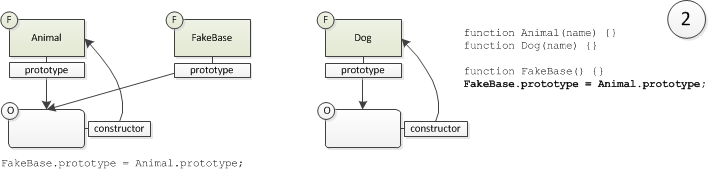 F
F
F
2
Animal
FakeBase
Dog
prototype
prototype
prototype
O
O
constructor
constructor
function Animal(name) {}
function Dog(name) {}
function FakeBase() {}
FakeBase.prototype = Animal.prototype;
FakeBase.prototype = Animal.prototype;